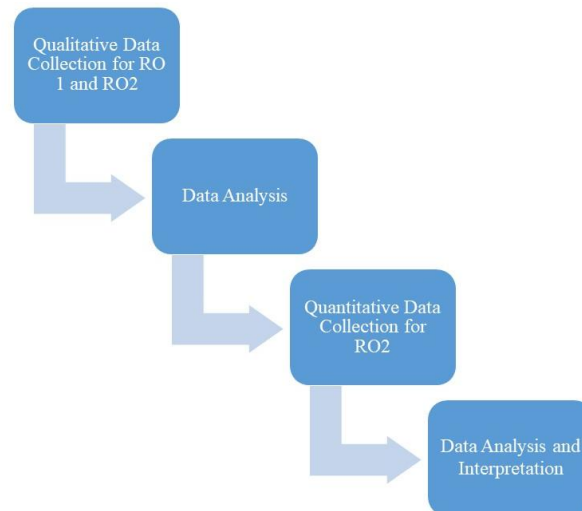 Qualitative Data
Collection for RO
1 and RO2
Data Analysis
Quantitative Data
Collection for
RO2
Data Analysis and
Interpretation